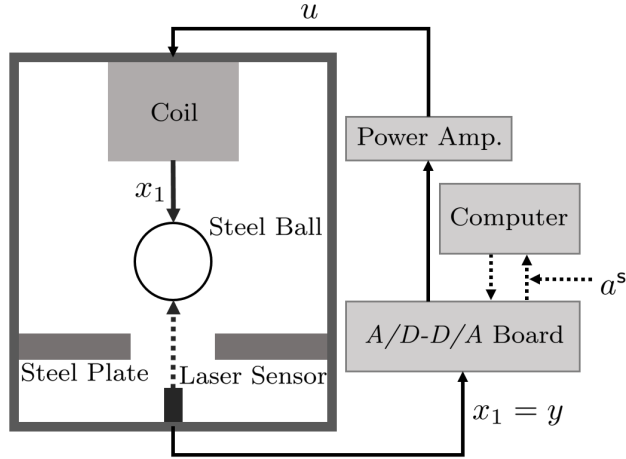 u
Coil
Power Amp.
x₁
Computer
Steel Ball
aˢ
A/D-D/A Board
Steel Plate
Laser Sensor
x₁ = y